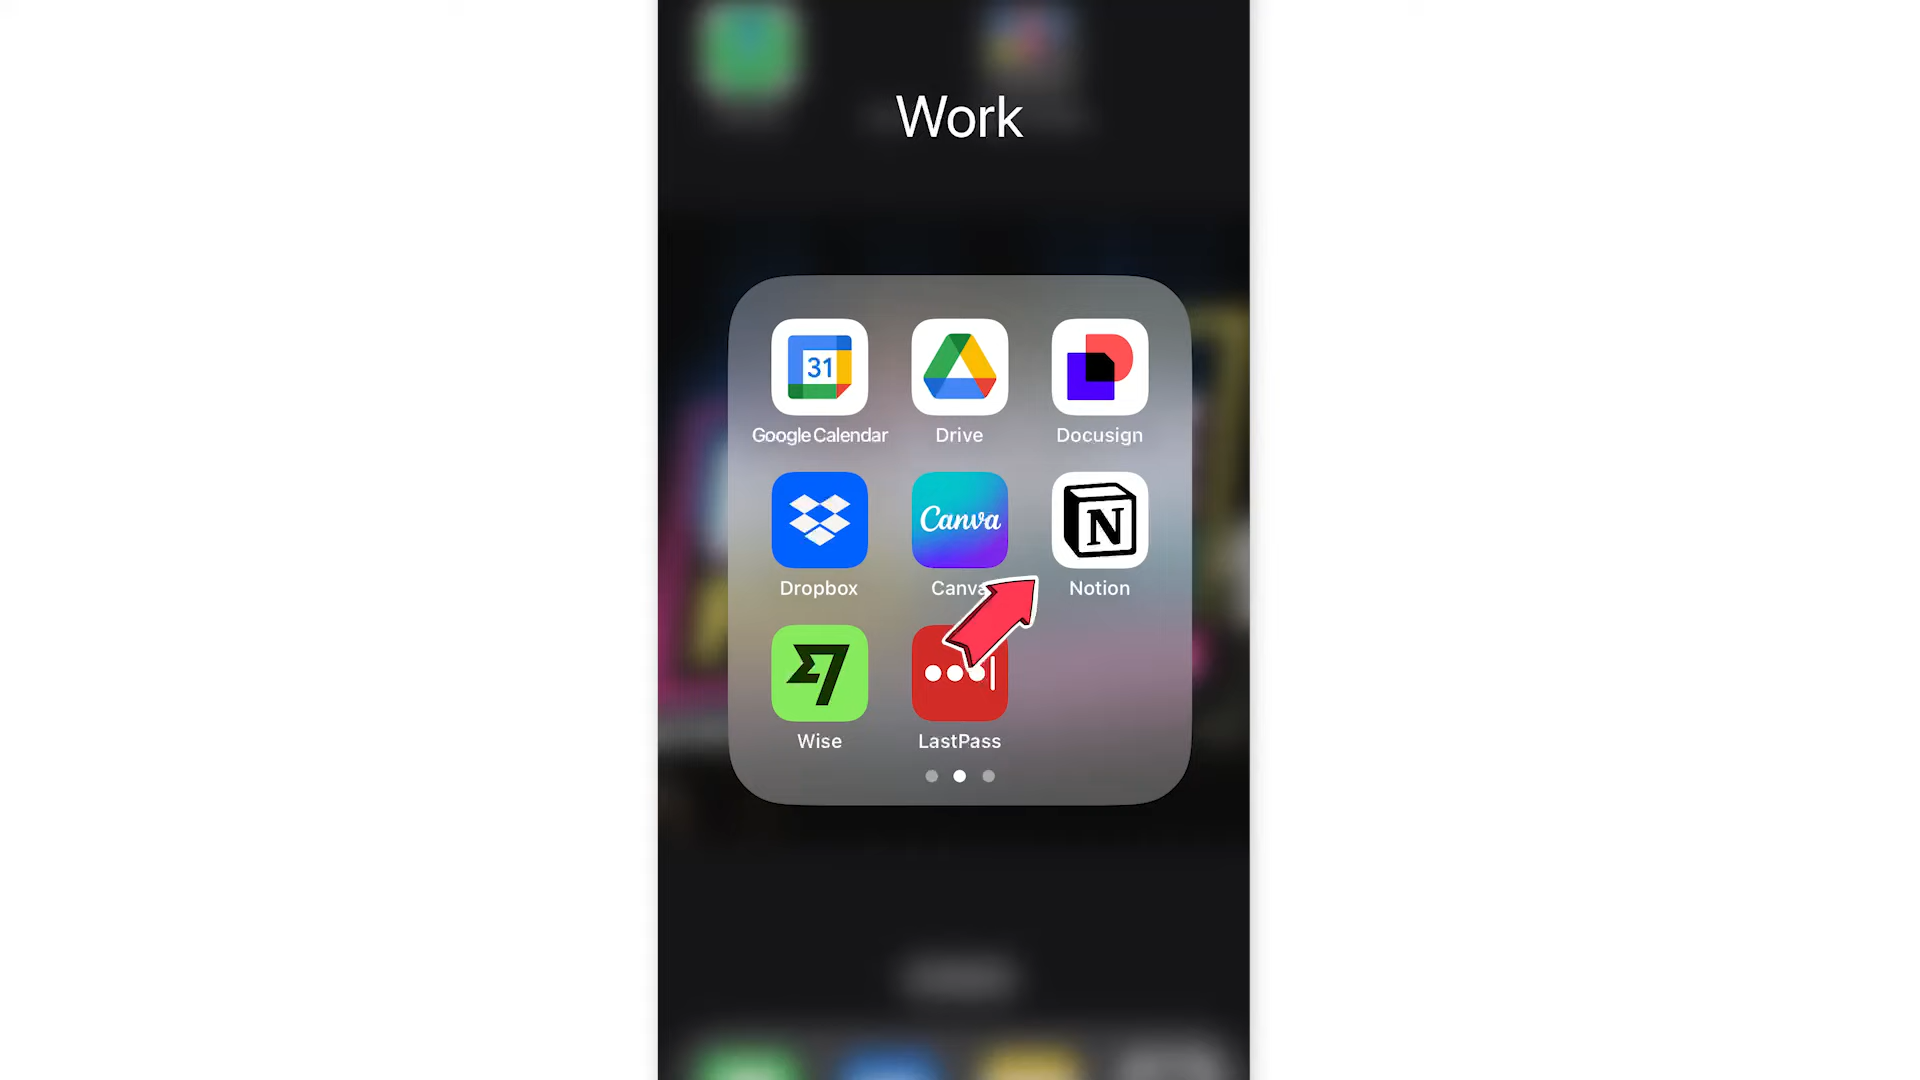 Work
31
Google Calendar
Drive
Docusign
Canva
N
Dropbox
Canva
Notion
Wise
LastPass